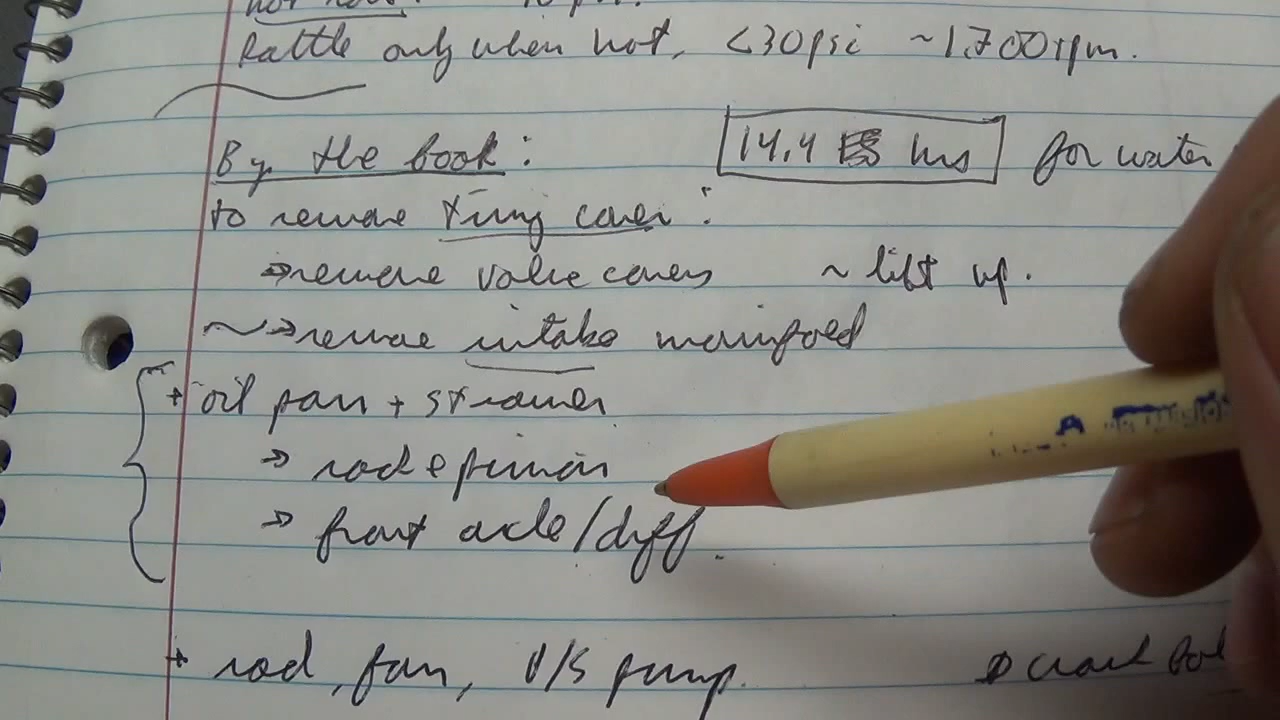 Rattle only when hot, <30psi ~1,700rpm.
By the book: 14.4 hrs for water
to remove timing cover:
→remove valve covers ~ lift up.
~→remove intake manifold
+ oil pan + strainer
→ rack & pinion
→ front axle/diff.
+ rad, fan, P/S pump.
crank